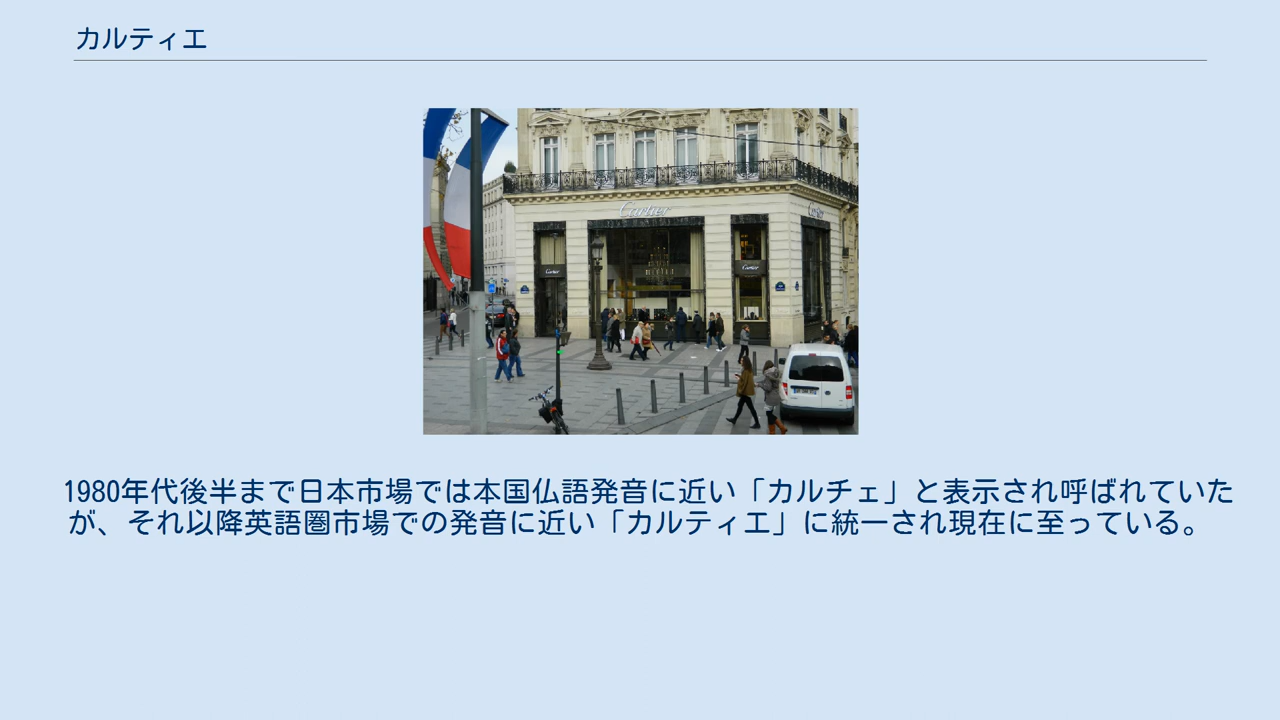 カルティエ
Cartier
Cartier
Cartier
Cartier
1980年代後半まで日本市場では本国仏語発音に近い「カルチェ」と表示され呼ばれていた
が、それ以降英語圏市場での発音に近い「カルティエ」に統一され現在に至っている。